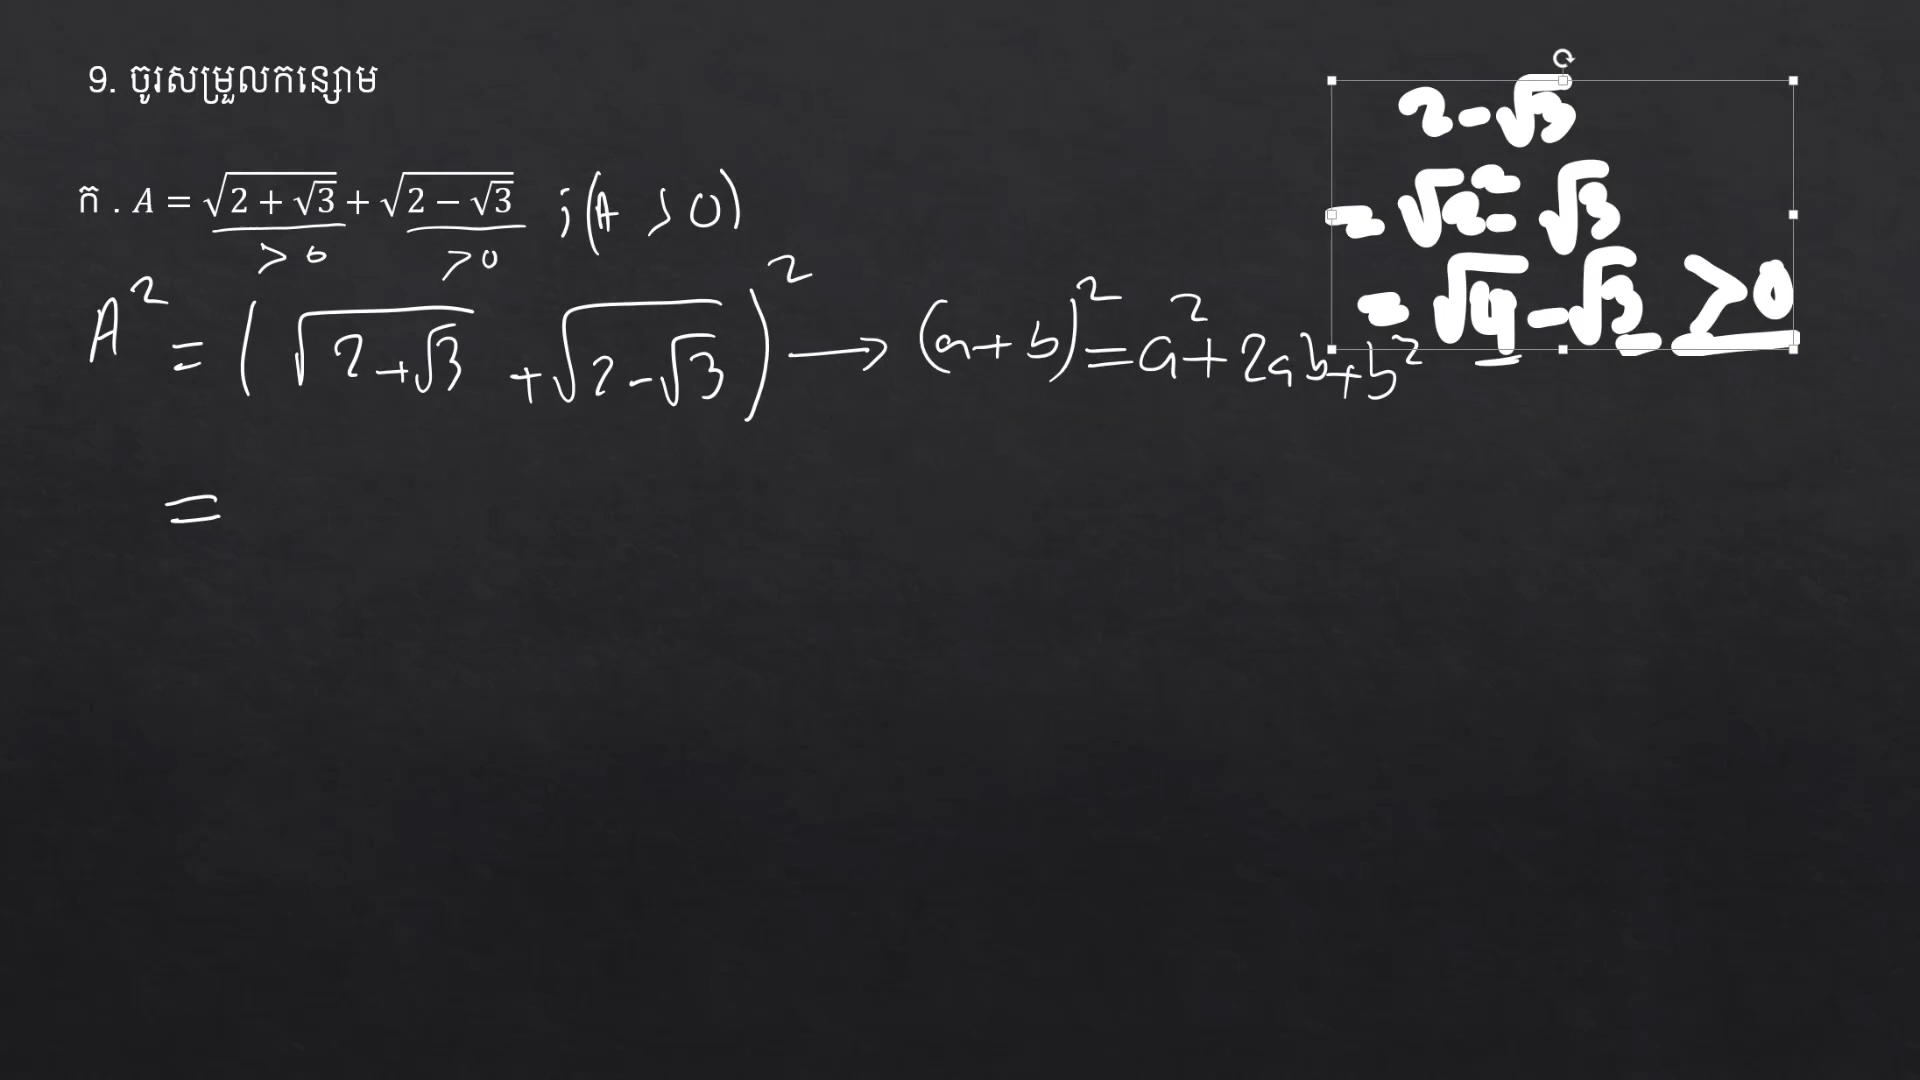 9. ចូរសម្រួលកន្សោម
ក . A = √(2 + √3) + √(2 − √3) ; (A > 0)
> 0 > 0
A² = (√(2+√3) + √(2-√3))² → (a+b)² = a² + 2ab + b²
=
2-√3
= √2² - √3
= √4 - √3 > 0